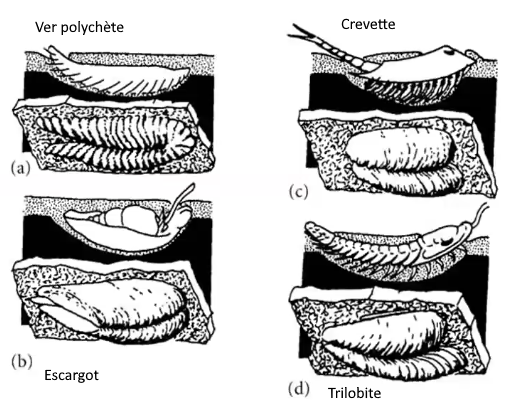 Ver polychète
Crevette
(a)
(c)
(b)
Escargot
(d)
Trilobite